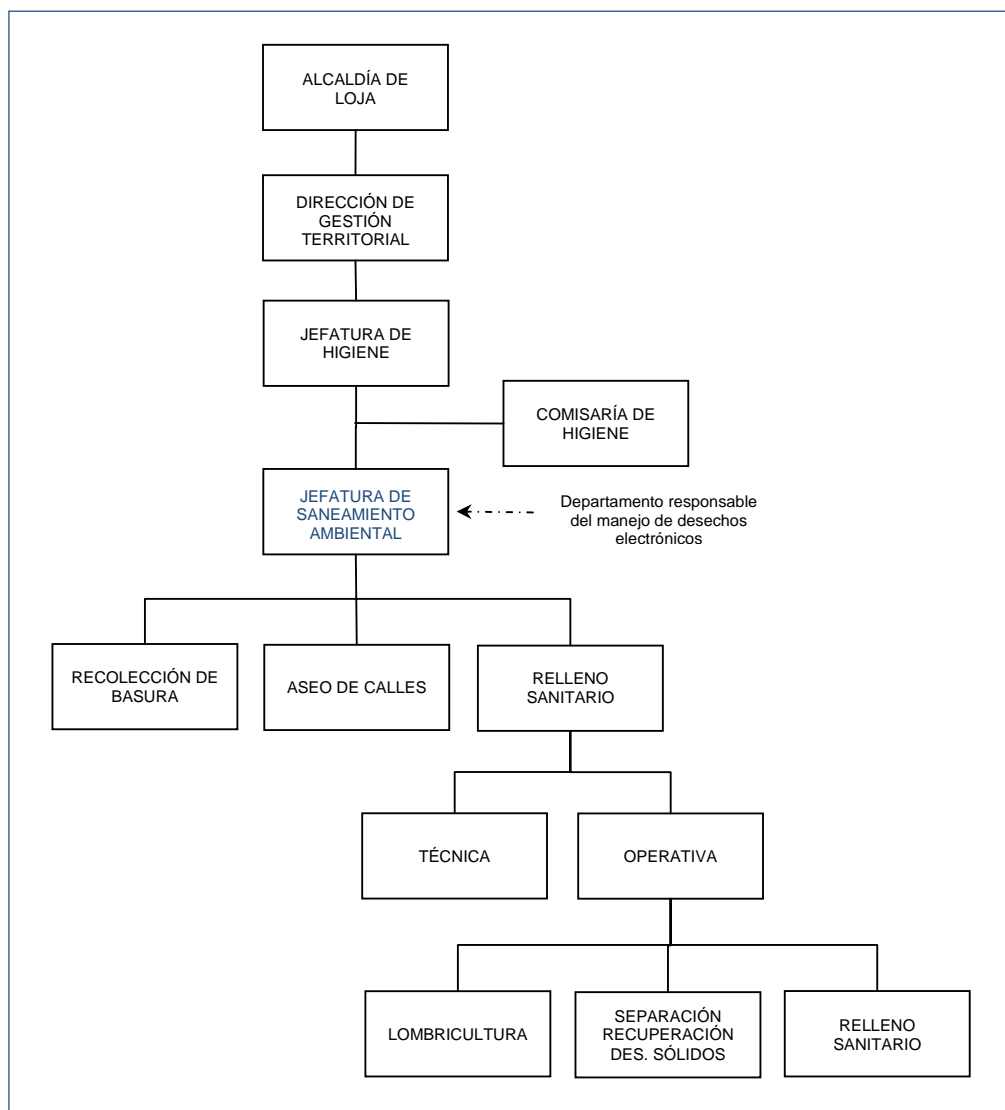 ALCALDÍA DE
LOJA
DIRECCIÓN DE
GESTIÓN
TERRITORIAL
JEFATURA DE
HIGIENE
COMISARÍA DE
HIGIENE
JEFATURA DE
SANEAMIENTO
AMBIENTAL
Departamento responsable
del manejo de desechos
electrónicos
RECOLECCIÓN DE
BASURA
ASEO DE CALLES
RELLENO
SANITARIO
TÉCNICA
OPERATIVA
LOMBRICULTURA
SEPARACIÓN
RECUPERACIÓN
DES. SÓLIDOS
RELLENO
SANITARIO